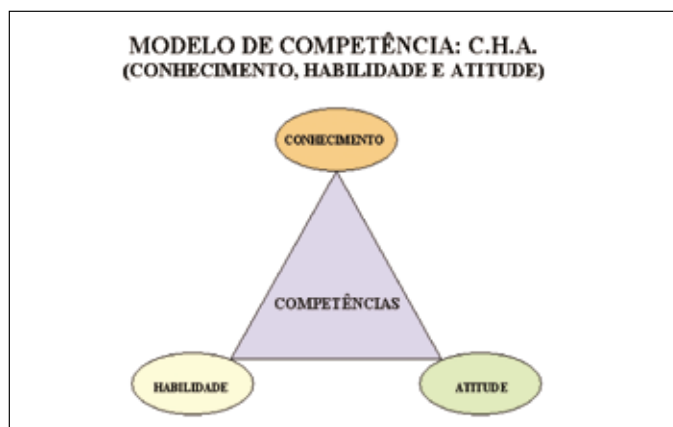 MODELO DE COMPETÊNCIA: C.H.A.
(CONHECIMENTO, HABILIDADE E ATITUDE)
CONHECIMENTO
COMPETÊNCIAS
HABILIDADE
ATITUDE